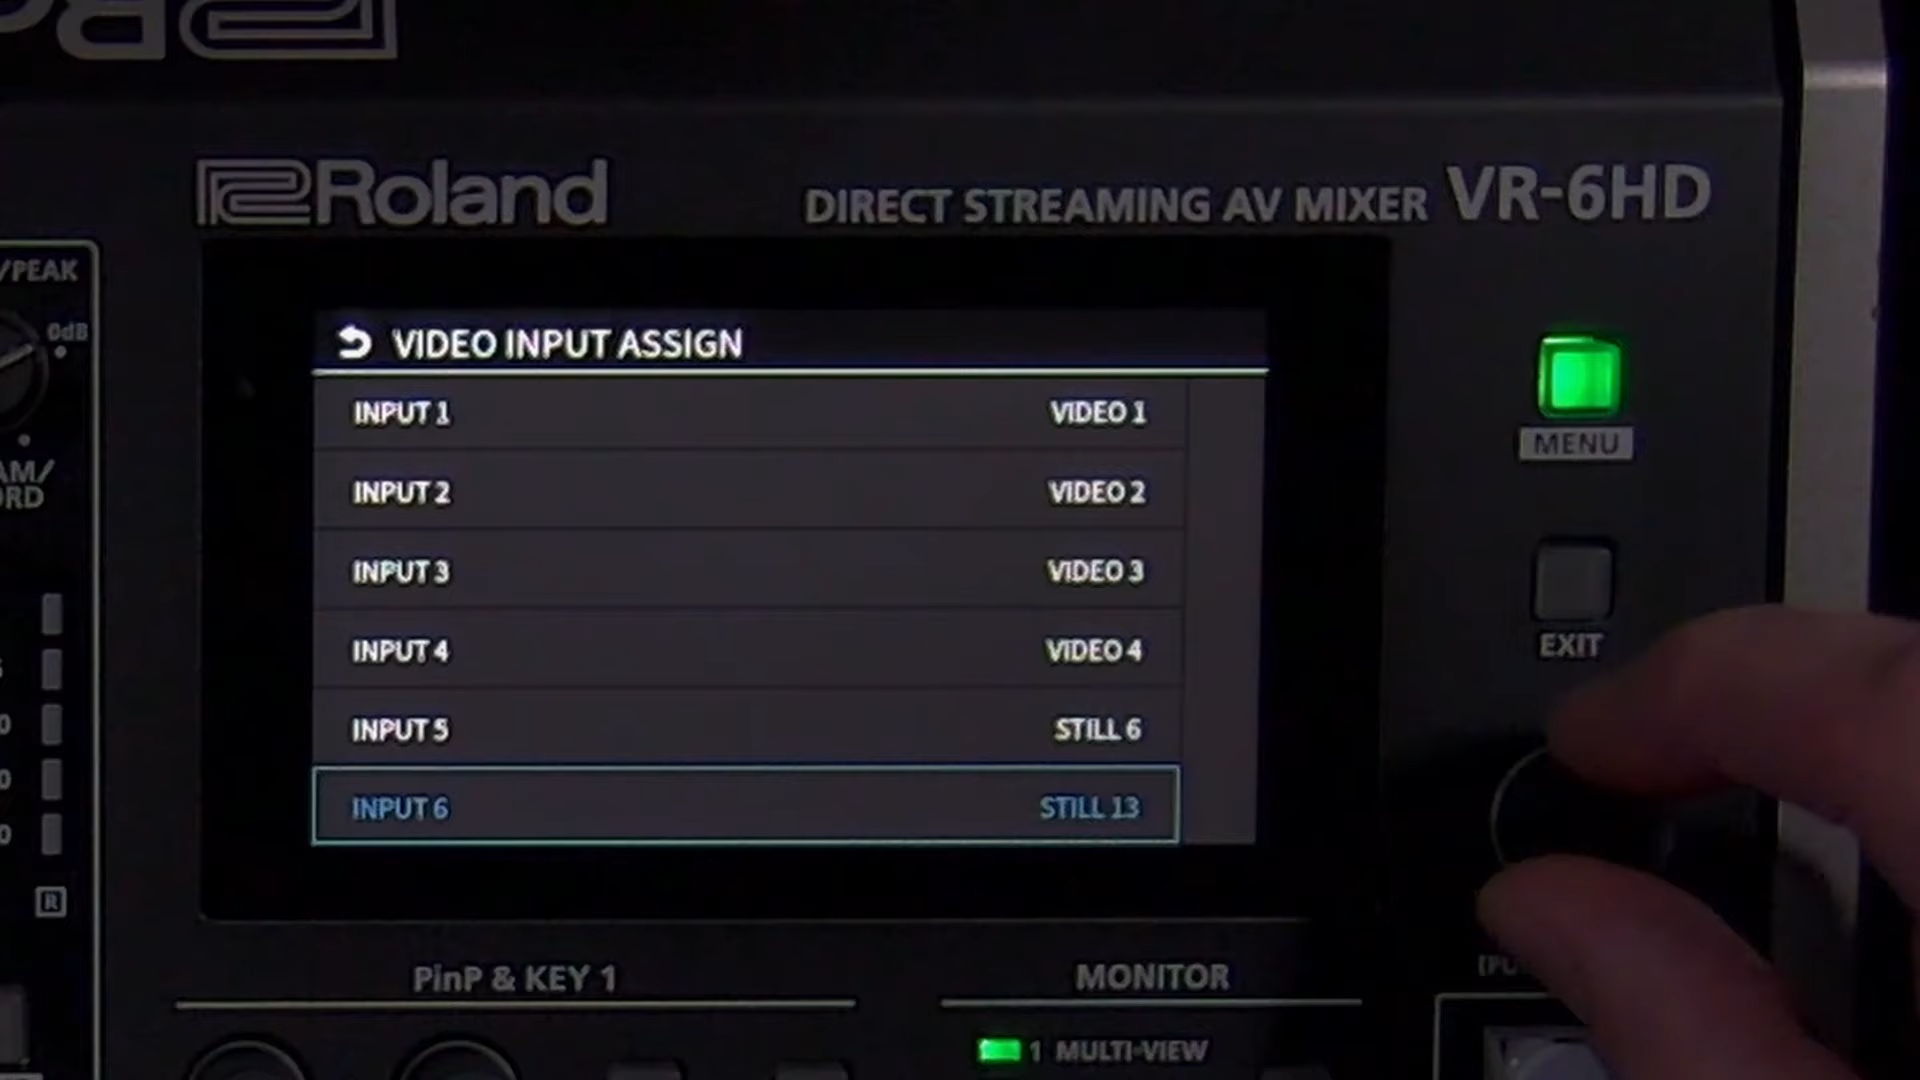 Roland
DIRECT STREAMING AV MIXER VR-6HD
/PEAK
0dB
VIDEO INPUT ASSIGN
INPUT 1 VIDEO 1
INPUT 2 VIDEO 2
INPUT 3 VIDEO 3
INPUT 4 VIDEO 4
INPUT 5 STILL 6
INPUT 6 STILL 13
MENU
EXIT
R
PinP & KEY 1
MONITOR
1 MULTI-VIEW